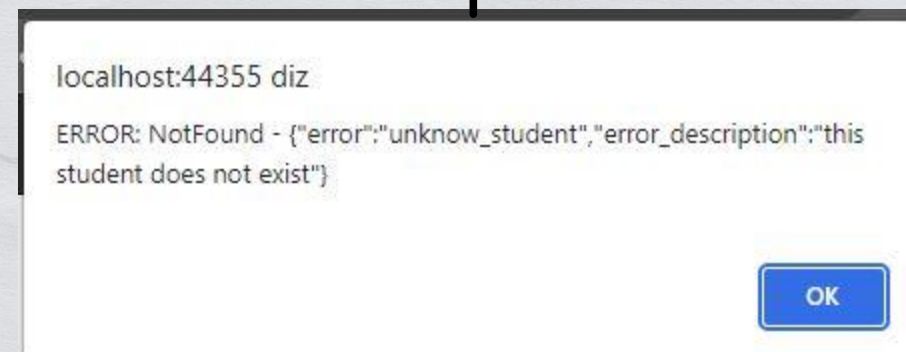 localhost:44355 diz
ERROR: NotFound - {"error":"unknow_student","error_description":"this
student does not exist"}
OK